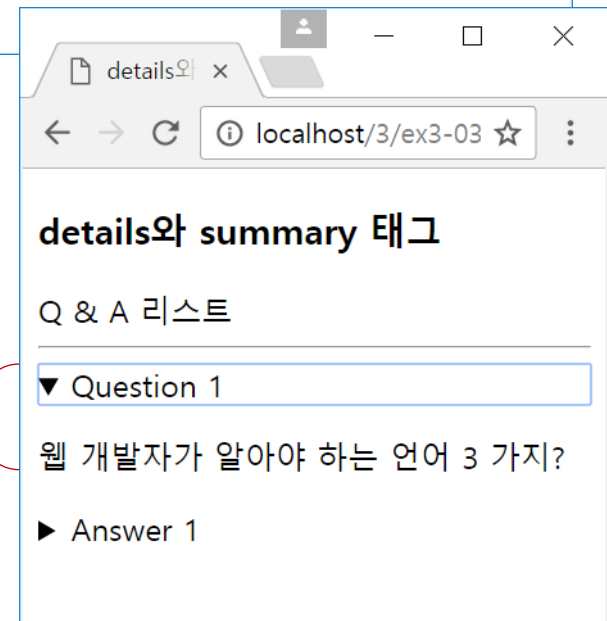 details와
localhost/3/ex3-03
details와 summary 태그
Q & A 리스트
▼ Question 1
웹 개발자가 알아야 하는 언어 3 가지?
▶ Answer 1